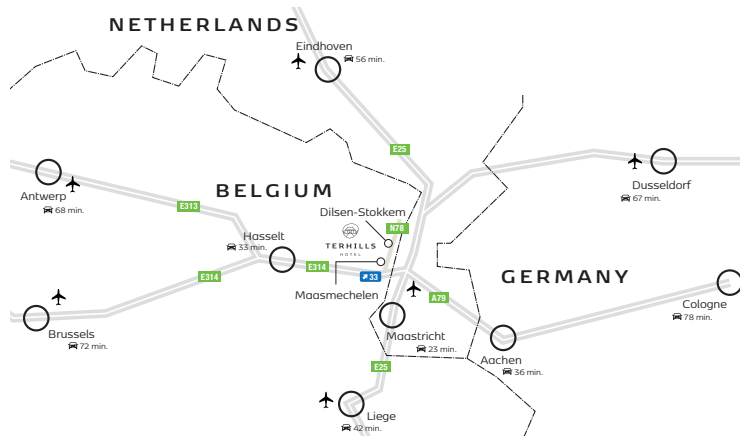 NETHERLANDS
Eindhoven
56 min.
E25
Antwerp
68 min.
E313
BELGIUM
Dusseldorf
67 min.
Dilsen-Stokkem
N78
Hasselt
33 min.
TERHILLS
HOTEL
E314
E314
33
GERMANY
Maasmechelen
A79
Cologne
78 min.
Brussels
72 min.
Maastricht
23 min.
Aachen
36 min.
E25
Liege
42 min.